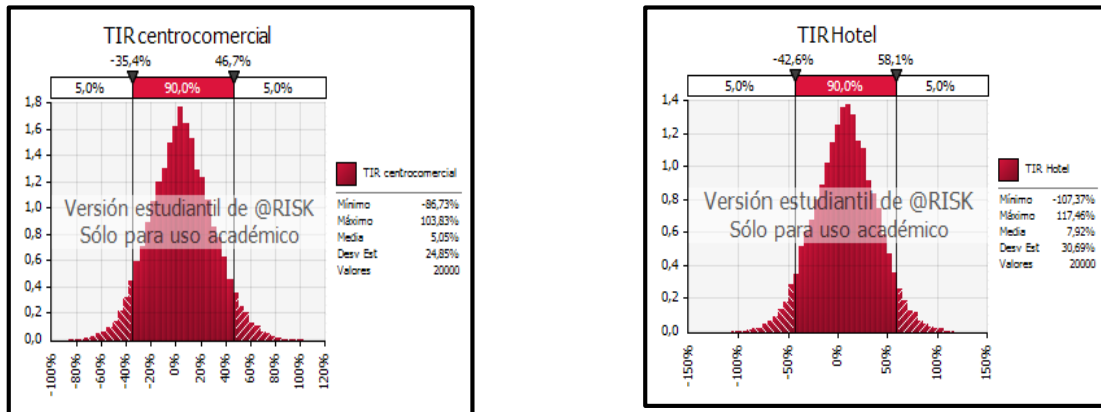 TIR centrocomercial
-35,4% 46,7%
5,0% 90,0% 5,0%
1,8
1,6
1,4
1,2
1,0
0,8
0,6
0,4
0,2
0,0
-100%
-80%
-60%
-40%
-20%
0%
20%
40%
60%
80%
100%
120%
Versión estudiantil de @RISK
Sólo para uso académico
TIR centrocomercial
Mínimo -86,73%
Máximo 103,83%
Media 5,05%
Desv Est 24,85%
Valores 20000
TIR Hotel
-42,6% 58,1%
5,0% 90,0% 5,0%
1,4
1,2
1,0
0,8
0,6
0,4
0,2
0,0
-150%
-100%
-50%
0%
50%
100%
150%
Versión estudiantil de @RISK
Sólo para uso académico
TIR Hotel
Mínimo -107,37%
Máximo 117,46%
Media 7,92%
Desv Est 30,69%
Valores 20000